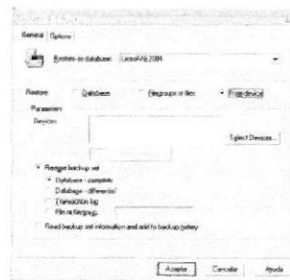 General Options
Restore as database:
Restore: Database Filegroups or files From device
Parameters
Devices:
Select Devices...
Restore backup set
Database - complete
Database - differential
Transaction log
File or filegroup:
Read backup set information and add to backup history
Aceptar Cancelar Ayuda